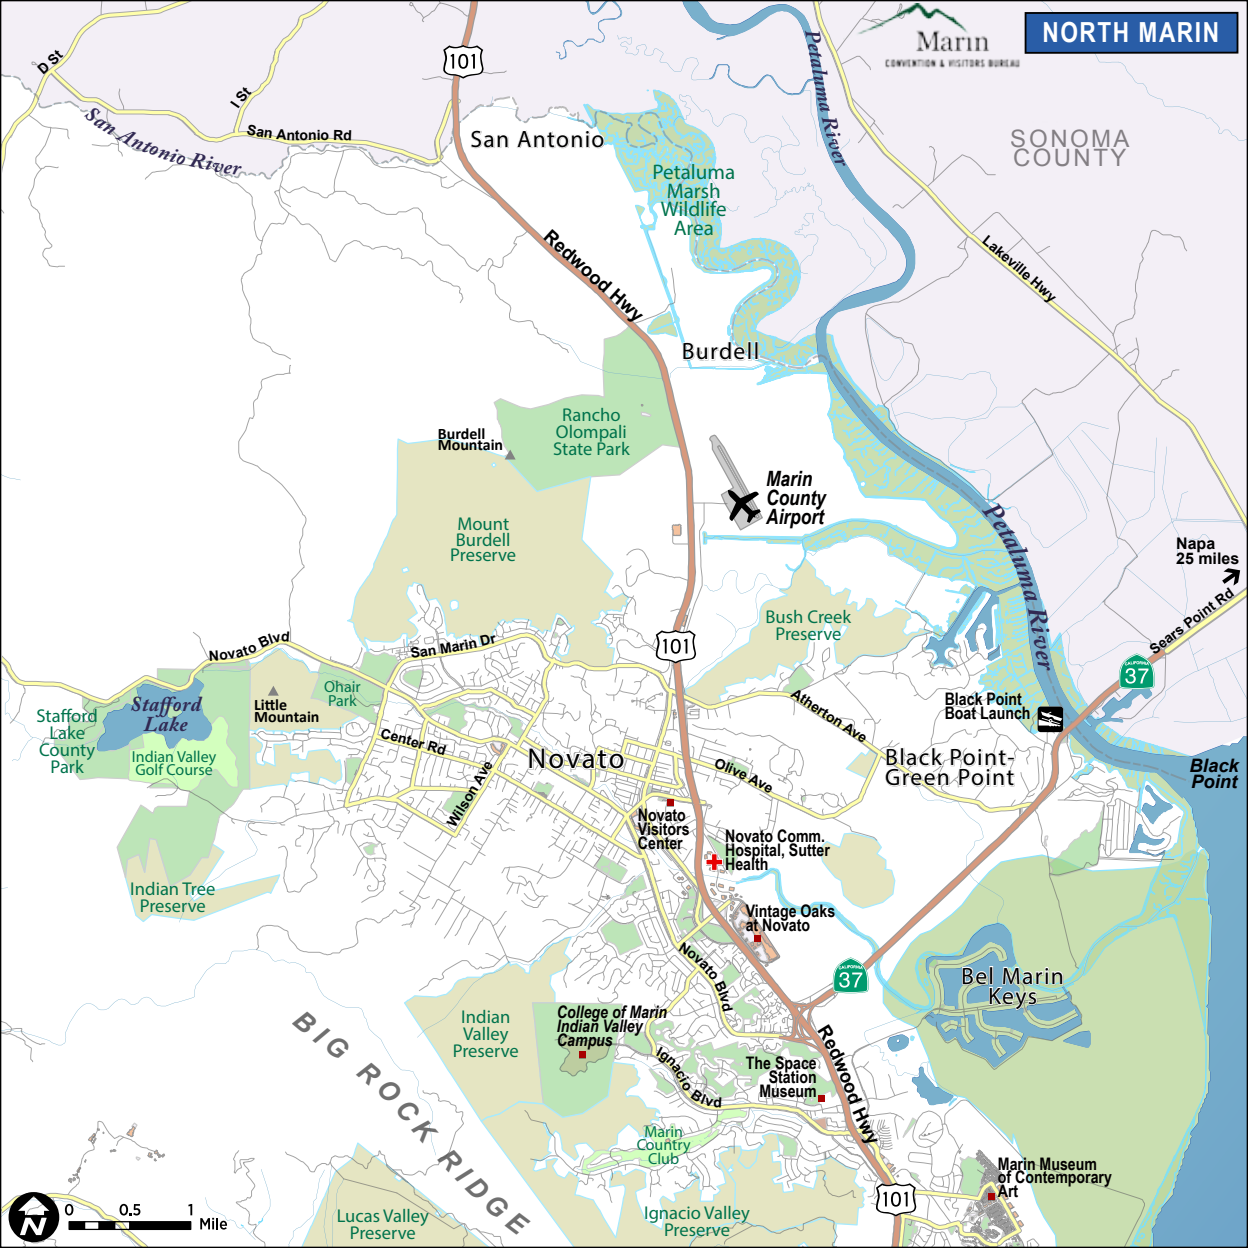 NORTH MARIN
Marin
CONVENTION & VISITORS BUREAU
101
D St
I St
San Antonio Rd
San Antonio River
San Antonio
Petaluma River
SONOMA
COUNTY
Petaluma
Marsh
Wildlife
Area
Redwood Hwy
Lakeville Hwy
Burdell
Rancho
Olompali
State Park
Burdell
Mountain
Marin
County
Airport
Mount
Burdell
Preserve
Petaluma River
Napa
25 miles
Sears Point Rd
Bush Creek
Preserve
101
San Marin Dr
Novato Blvd
CALIFORNIA
37
Stafford
Lake
Stafford
Lake
County
Park
Little
Mountain
Ohair
Park
Indian Valley
Golf Course
Center Rd
Wilson Ave
Novato
Atherton Ave
Olive Ave
Black Point
Boat Launch
Black Point-
Green Point
Black
Point
Novato
Visitors
Center
Novato Comm.
Hospital, Sutter
Health
Indian Tree
Preserve
Vintage Oaks
at Novato
Novato Blvd
CALIFORNIA
37
Bel Marin
Keys
Indian
Valley
Preserve
College of Marin
Indian Valley
Campus
BIG ROCK RIDGE
Ignacio Blvd
The Space
Station
Museum
Redwood Hwy
Marin
Country
Club
Marin Museum
of Contemporary
Art
101
Lucas Valley
Preserve
Ignacio Valley
Preserve
N
0 0.5 1
Mile